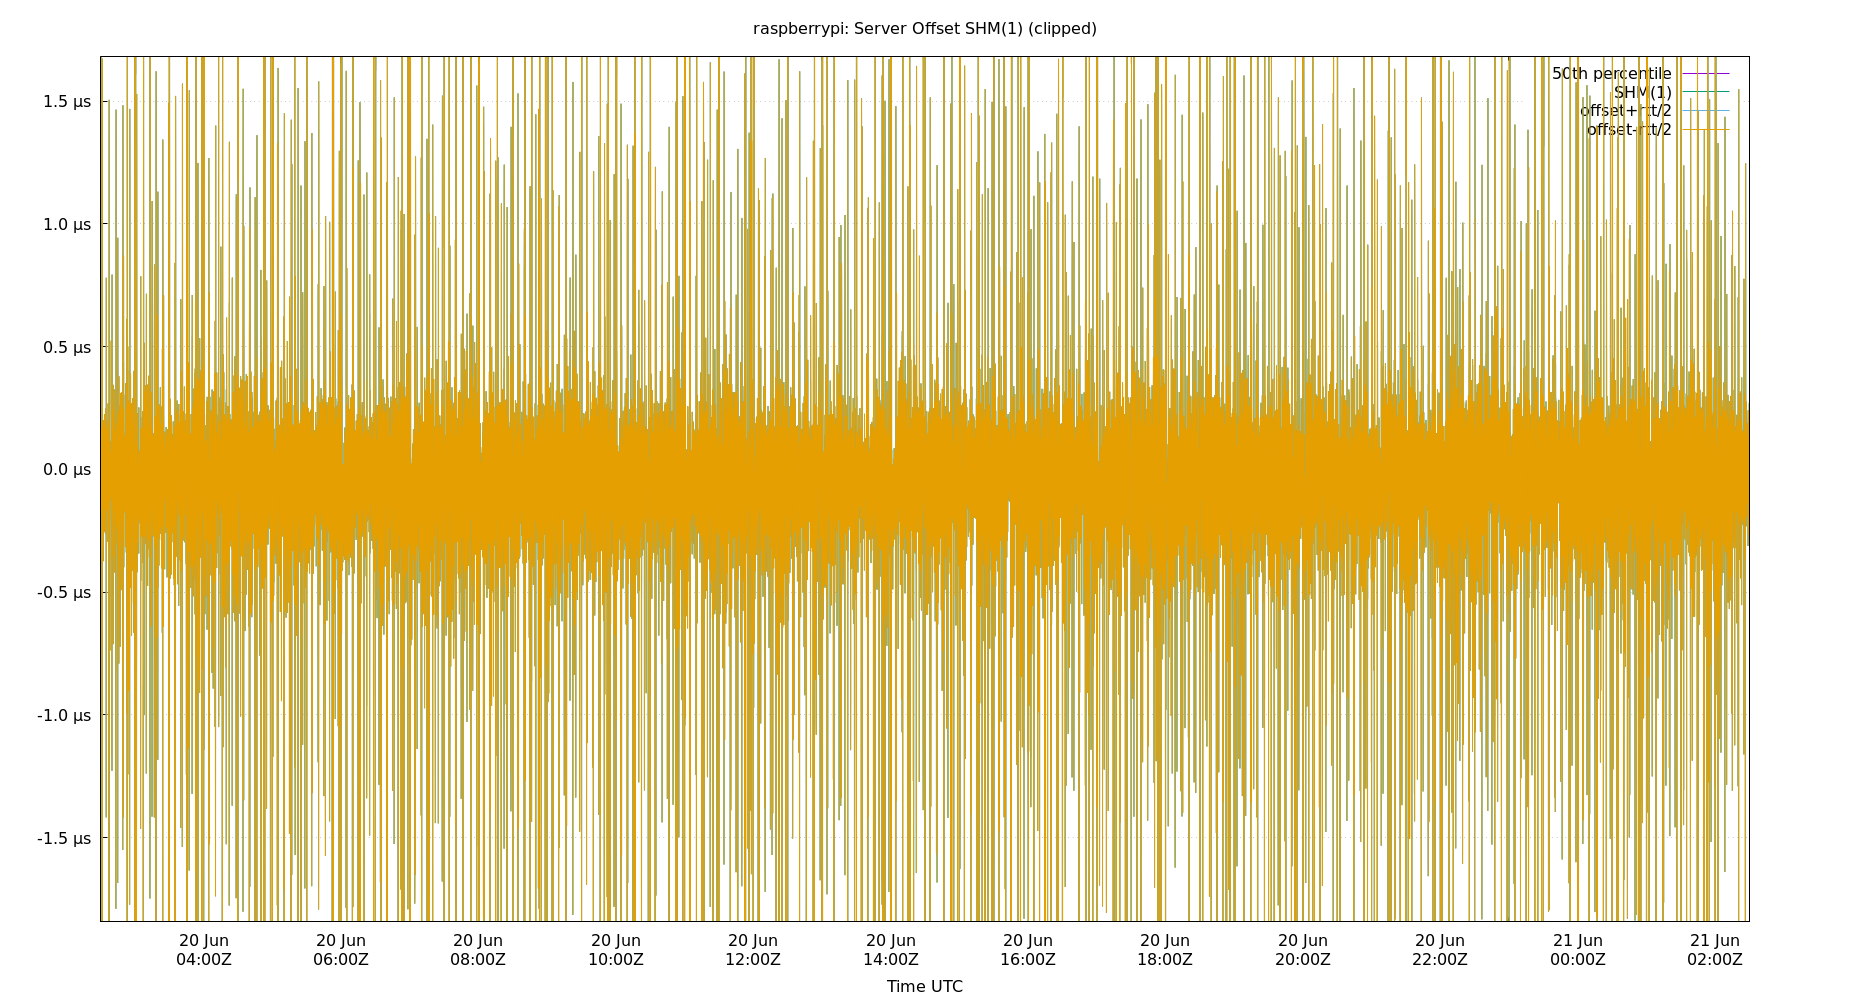 raspberrypi: Server Offset SHM(1) (clipped)
50th percentile
SHM(1)
offset+rtt/2
offset-rtt/2
1.5 µs
1.0 µs
0.5 µs
0.0 µs
-0.5 µs
-1.0 µs
-1.5 µs
20 Jun 20 Jun 20 Jun 20 Jun 20 Jun 20 Jun 20 Jun 20 Jun 20 Jun 20 Jun 21 Jun 21 Jun
04:00Z 06:00Z 08:00Z 10:00Z 12:00Z 14:00Z 16:00Z 18:00Z 20:00Z 22:00Z 00:00Z 02:00Z
Time UTC